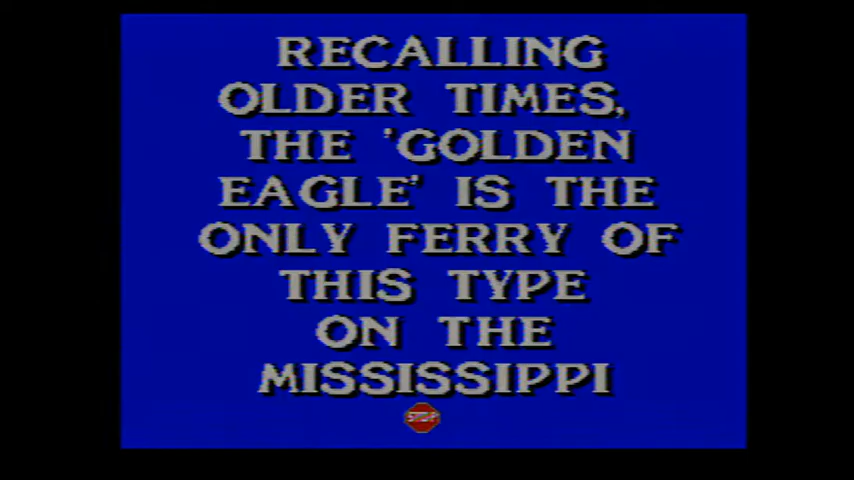 RECALLING
OLDER TIMES,
THE 'GOLDEN
EAGLE' IS THE
ONLY FERRY OF
THIS TYPE
ON THE
MISSISSIPPI
STOP